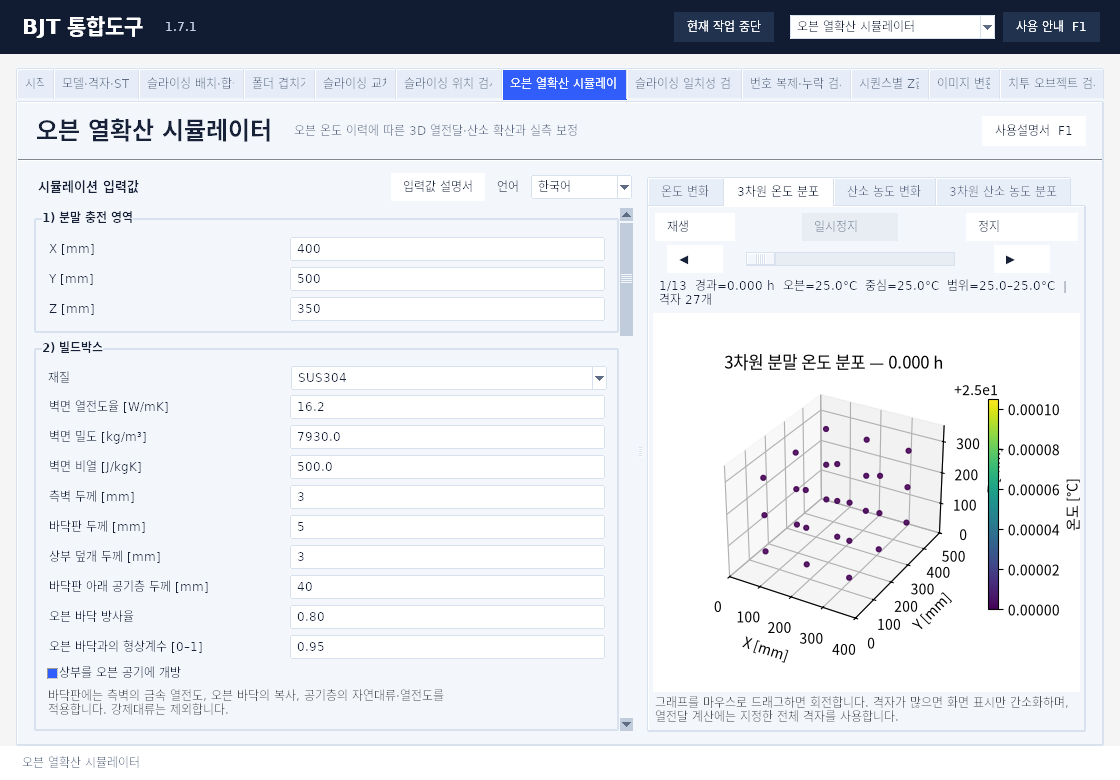 BJT 통합도구 1.7.1 현재 작업 중단 오븐 열확산 시뮬레이터 사용 안내 F1
모델·격자·ST 슬라이싱 배치·합 폴더 겹치기 슬라이싱 위치 검 오븐 열확산 시뮬레이 슬라이싱 일치성 검 번호 복제·누락 검 시퀀스별 이미지 변환 치투 오브젝트 검
오븐 열확산 시뮬레이터 오븐 온도 이력에 따른 3D 열전달·산소 확산과 실측 보정 사용설명서 F1
시뮬레이션 입력값 입력값 설명서 언어 한국어
1) 분말 충전 영역
X [mm] 400
Y [mm] 500
Z [mm] 350
2) 빌드박스
재질 SUS304
벽면 열전도율 [W/mK] 16.2
벽면 밀도 [kg/m³] 7930.0
벽면 비열 [J/kgK] 500.0
측벽 두께 [mm] 3
바닥판 두께 [mm] 5
상부 덮개 두께 [mm] 3
바닥판 아래 공기층 두께 [mm] 40
오븐 바닥 방사율 0.80
오븐 바닥과의 형상계수 [0-1] 0.95
상부를 오븐 공기에 개방
바닥판에는 측벽의 금속 열전도, 오븐 바닥의 복사, 공기층의 자연대류·열전도를
적용합니다. 강제대류는 제외합니다.
온도 변화 3차원 온도 분포 산소 농도 변화 3차원 산소 농도 분포
재생 일시정지 정지
◀ ▶
1/13 경과=0.000 h 오븐=25.0°C 중심=25.0°C 범위=25.0–25.0°C |
격자 27개
3차원 분말 온도 분포 — 0.000 h
+2.5e1
0.00010
0.00008
0.00006
0.00004
0.00002
0.00000
온도 [°C]
300
200
100
0
500
400
300
200
100
0
Y [mm]
0
100
200
300
400
X [mm]
그래프를 마우스로 드래그하면 회전합니다. 격자가 많으면 화면 표시만 간소화하며,
열전달 계산에는 지정한 전체 격자를 사용합니다.
오븐 열확산 시뮬레이터